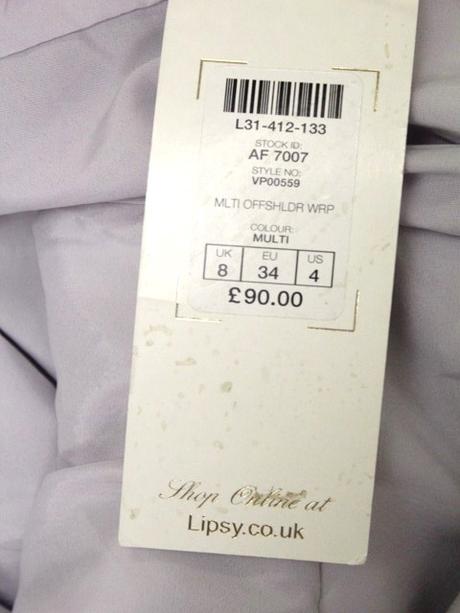 L31-412-133
STOCK ID:
AF 7007
STYLE NO:
VP00559
MLTI OFFSHLDR WRP
COLOUR:
MULTI
UK EU US
8 34 4
£90.00
Shop Online at
Lipsy.co.uk